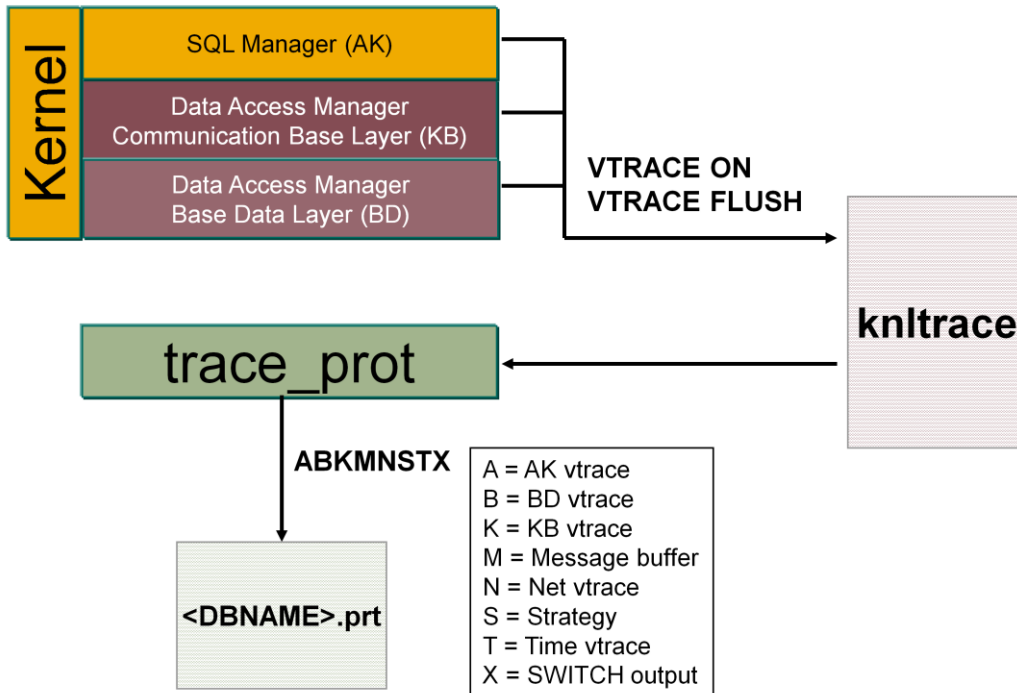 Kernel
SQL Manager (AK)
Data Access Manager
Communication Base Layer (KB)
Data Access Manager
Base Data Layer (BD)
VTRACE ON
VTRACE FLUSH
knltrace
trace_prot
ABKMNSTX
<DBNAME>.prt
A = AK vtrace
B = BD vtrace
K = KB vtrace
M = Message buffer
N = Net vtrace
S = Strategy
T = Time vtrace
X = SWITCH output